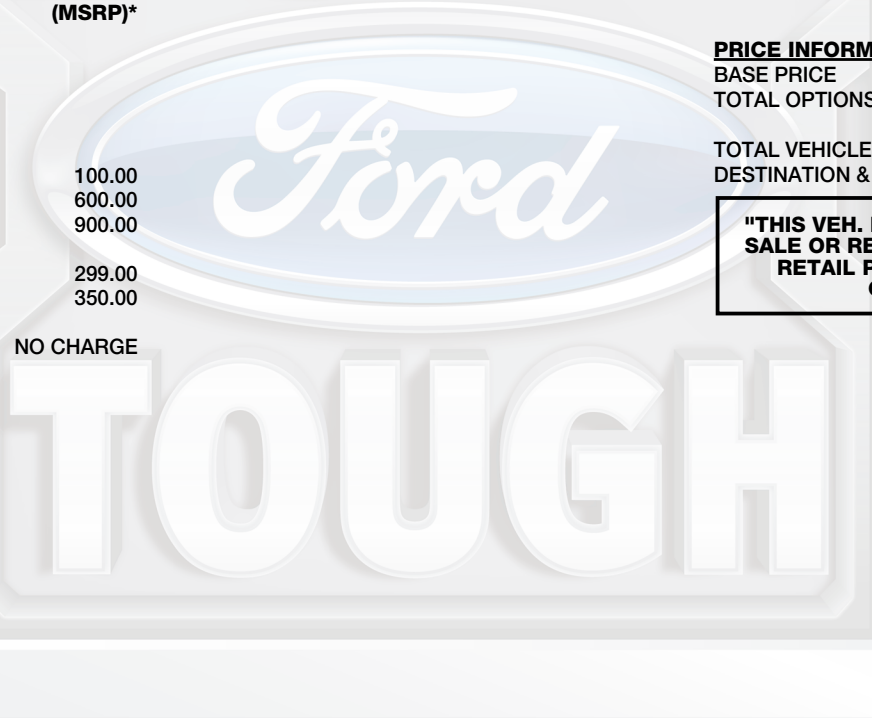 (MSRP)*
100.00
600.00
900.00
299.00
350.00
NO CHARGE
PRICE INFORM
BASE PRICE
TOTAL OPTIONS
TOTAL VEHICLE
DESTINATION &
"THIS VEH.
SALE OR RE
RETAIL P
Ford
TOUGH